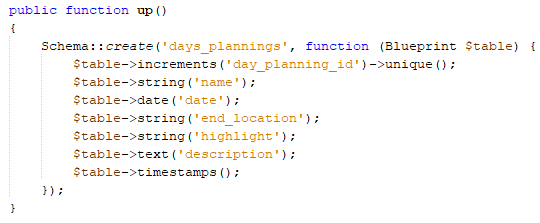 public function up()
{
    Schema::create('days_plannings', function (Blueprint $table) {
        $table->increments('day_planning_id')->unique();
        $table->string('name');
        $table->date('date');
        $table->string('end_location');
        $table->string('highlight');
        $table->text('description');
        $table->timestamps();
    });
}